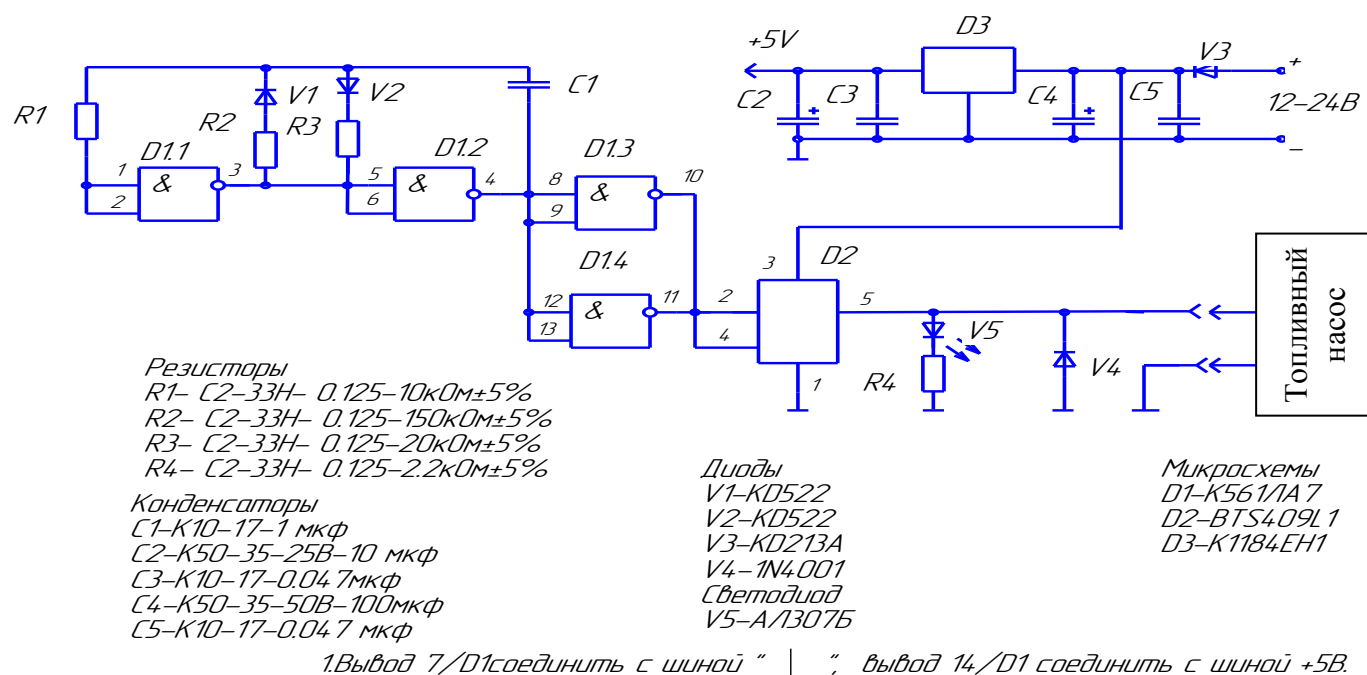 +5V
D3
V3
+
C2
+
C3
C4
+
C5
12-24В
-
R1
V1
V2
C1
R2
R3
D1.1
D1.2
D1.3
D1.4
1
2
&
3
5
6
&
4
8
9
&
10
12
13
&
11
3
D2
2
4
5
1
V5
R4
V4
Топливный
насос
Резисторы
R1- С2-33Н- 0.125-10кОм±5%
R2- С2-33Н- 0.125-150кОм±5%
R3- С2-33Н- 0.125-20кОм±5%
R4- С2-33Н- 0.125-2.2кОм±5%
Конденсаторы
С1-К10-17-1 мкф
С2-К50-35-25В-10 мкф
С3-К10-17-0.047мкф
С4-К50-35-50В-100мкф
С5-К10-17-0.047 мкф
Диоды
V1-KD522
V2-KD522
V3-KD213A
V4-1N4001
Светодиод
V5-АЛ307Б
Микросхемы
D1-К561ЛА7
D2-BTS409L1
D3-К1184ЕН1
1.Вывод 7/D1соединить с шиной " | ", вывод 14/D1 соединить с шиной +5В.